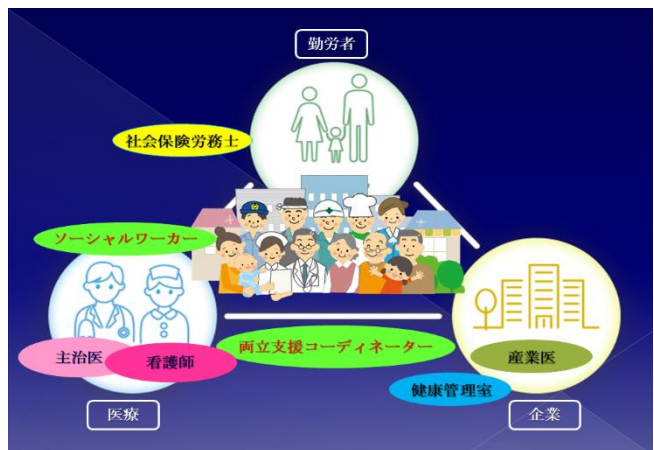 勤労者
社会保険労務士
ソーシャルワーカー
両立支援コーディネーター
主治医
看護師
産業医
健康管理室
医療
企業